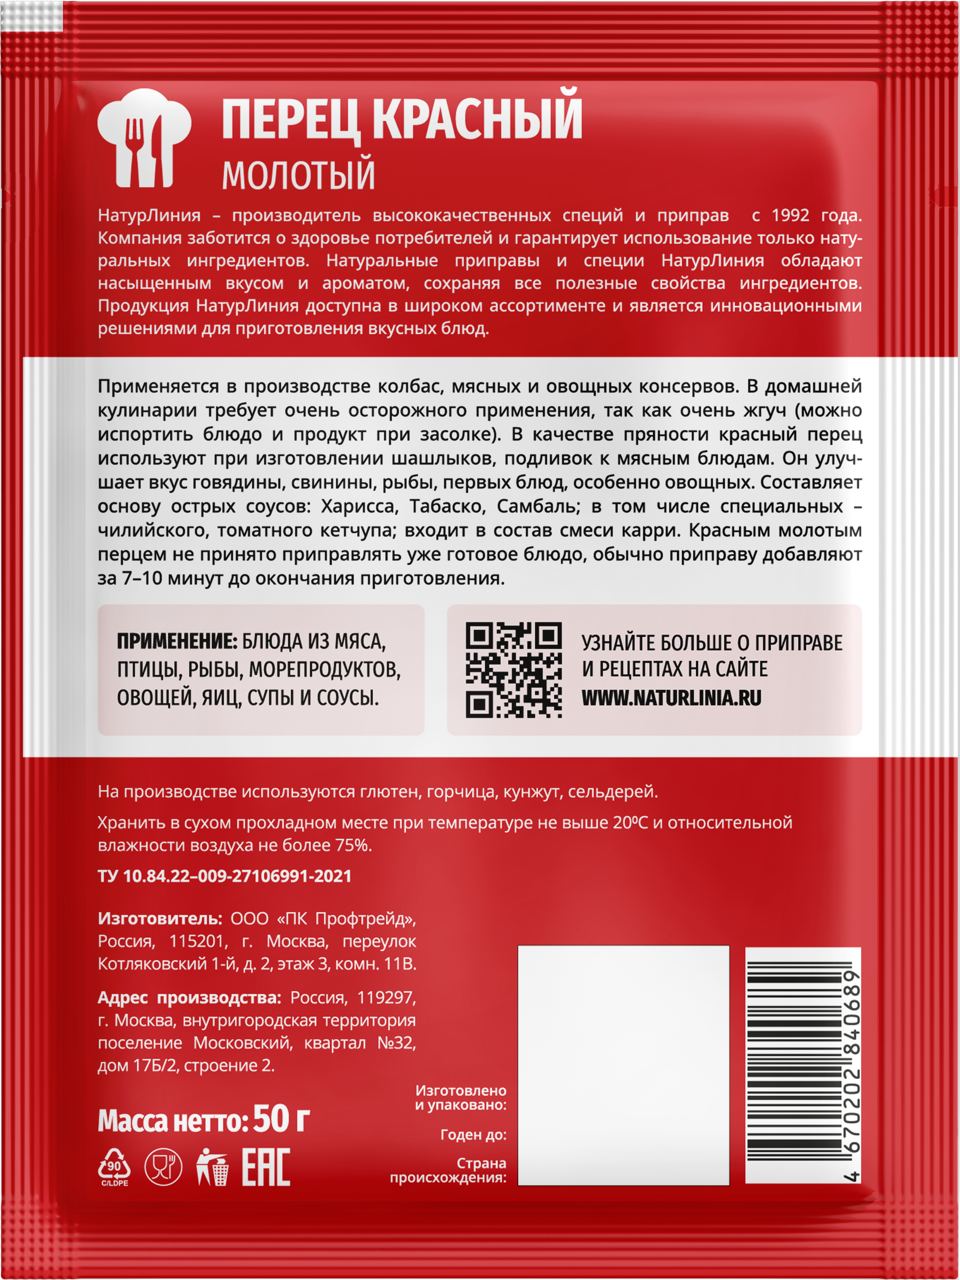 ПЕРЕЦ КРАСНЫЙ
МОЛОТЫЙ
НатурЛиния – производитель высококачественных специй и приправ с 1992 года.
Компания заботится о здоровье потребителей и гарантирует использование только нату-
ральных ингредиентов. Натуральные приправы и специи НатурЛиния обладают
насыщенным вкусом и ароматом, сохраняя все полезные свойства ингредиентов.
Продукция НатурЛиния доступна в широком ассортименте и является инновационными
решениями для приготовления вкусных блюд.
Применяется в производстве колбас, мясных и овощных консервов. В домашней
кулинарии требует очень осторожного применения, так как очень жгуч (можно
испортить блюдо и продукт при засолке). В качестве пряности красный перец
используют при изготовлении шашлыков, подливок к мясным блюдам. Он улуч-
шает вкус говядины, свинины, рыбы, первых блюд, особенно овощных. Составляет
основу острых соусов: Харисса, Табаско, Самбаль; в том числе специальных –
чилийского, томатного кетчупа; входит в состав смеси карри. Красным молотым
перцем не принято приправлять уже готовое блюдо, обычно приправу добавляют
за 7–10 минут до окончания приготовления.
ПРИМЕНЕНИЕ: БЛЮДА ИЗ МЯСА,
ПТИЦЫ, РЫБЫ, МОРЕПРОДУКТОВ,
ОВОЩЕЙ, ЯИЦ, СУПЫ И СОУСЫ.
УЗНАЙТЕ БОЛЬШЕ О ПРИПРАВЕ
И РЕЦЕПТАХ НА САЙТЕ
WWW.NATURLINIA.RU
На производстве используются глютен, горчица, кунжут, сельдерей.
Хранить в сухом прохладном месте при температуре не выше 20⁰С и относительной
влажности воздуха не более 75%.
ТУ 10.84.22–009-27106991-2021
Изготовитель: ООО «ПК Профтрейд»,
Россия, 115201, г. Москва, переулок
Котляковский 1-й, д. 2, этаж 3, комн. 11В.
Адрес производства: Россия, 119297,
г. Москва, внутригородская территория
поселение Московский, квартал №32,
дом 17Б/2, строение 2.
Масса нетто: 50 г
90
C/LDPE
EAC
Изготовлено
и упаковано:
Годен до:
Страна
происхождения:
4 670202 840689